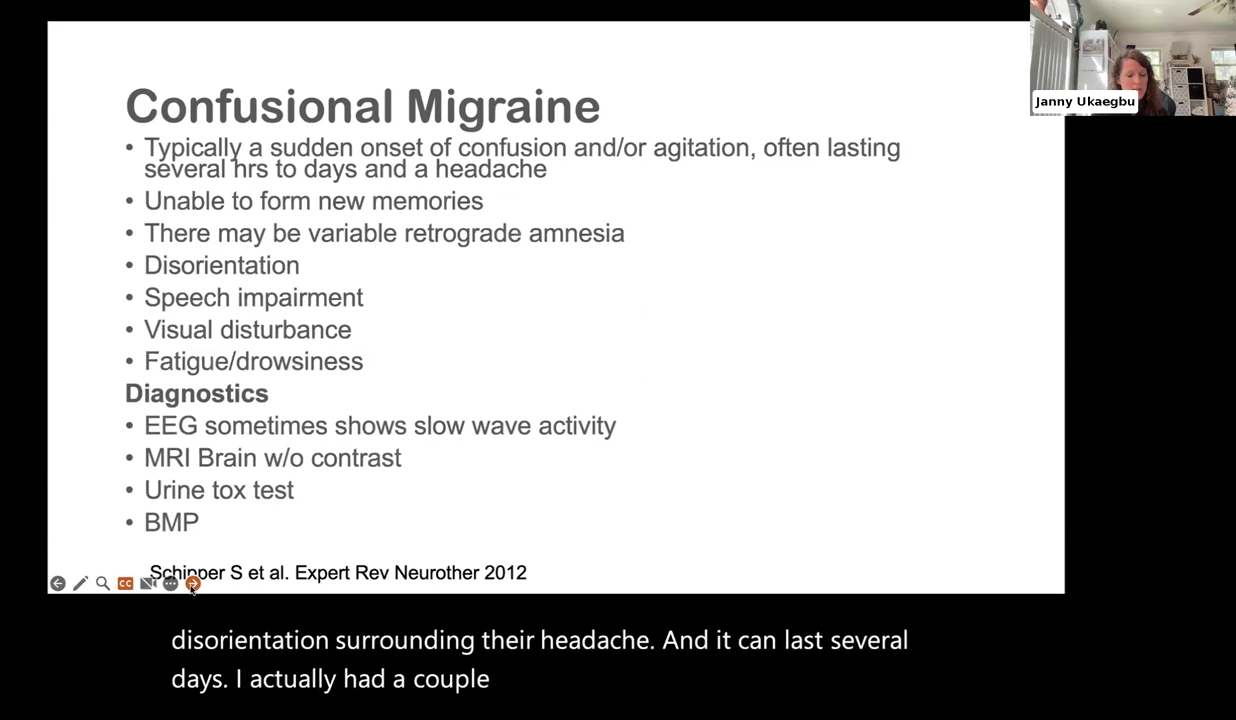 Confusional Migraine
• Typically a sudden onset of confusion and/or agitation, often lasting
several hrs to days and a headache
• Unable to form new memories
• There may be variable retrograde amnesia
• Disorientation
• Speech impairment
• Visual disturbance
• Fatigue/drowsiness
Diagnostics
• EEG sometimes shows slow wave activity
• MRI Brain w/o contrast
• Urine tox test
• BMP
Schipper S et al. Expert Rev Neurother 2012
CC
Janny Ukaegbu
disorientation surrounding their headache. And it can last several
days. I actually had a couple